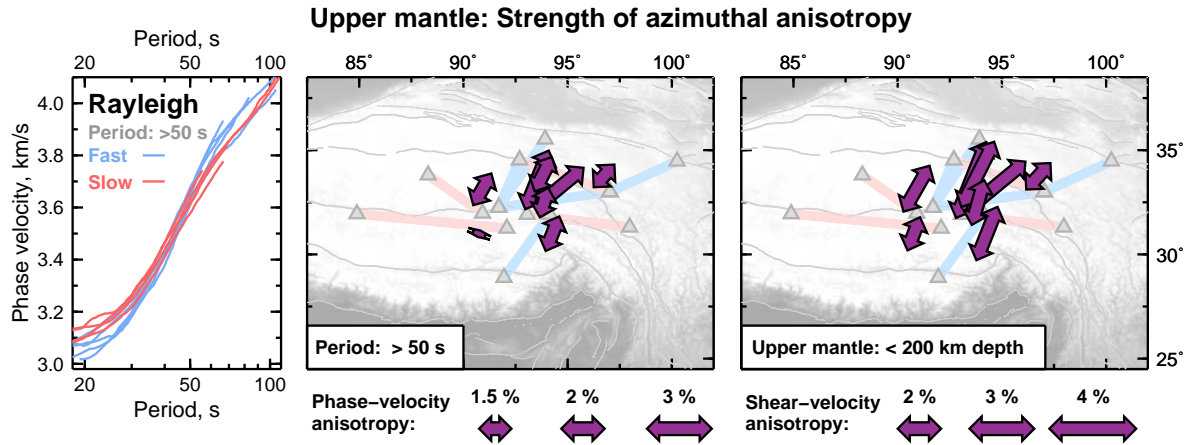 Upper mantle: Strength of azimuthal anisotropy
Period, s
20 50 100
4.0
3.8
3.6
3.4
3.2
3.0
Phase velocity, km/s
Rayleigh
Period: >50 s
Fast
Slow
20 50 100
Period, s
85˚ 90˚ 95˚ 100˚
Period: > 50 s
Phase−velocity
anisotropy:
1.5 % 2 % 3 %
85˚ 90˚ 95˚ 100˚
35˚
30˚
25˚
Upper mantle: < 200 km depth
Shear−velocity
anisotropy:
2 % 3 % 4 %